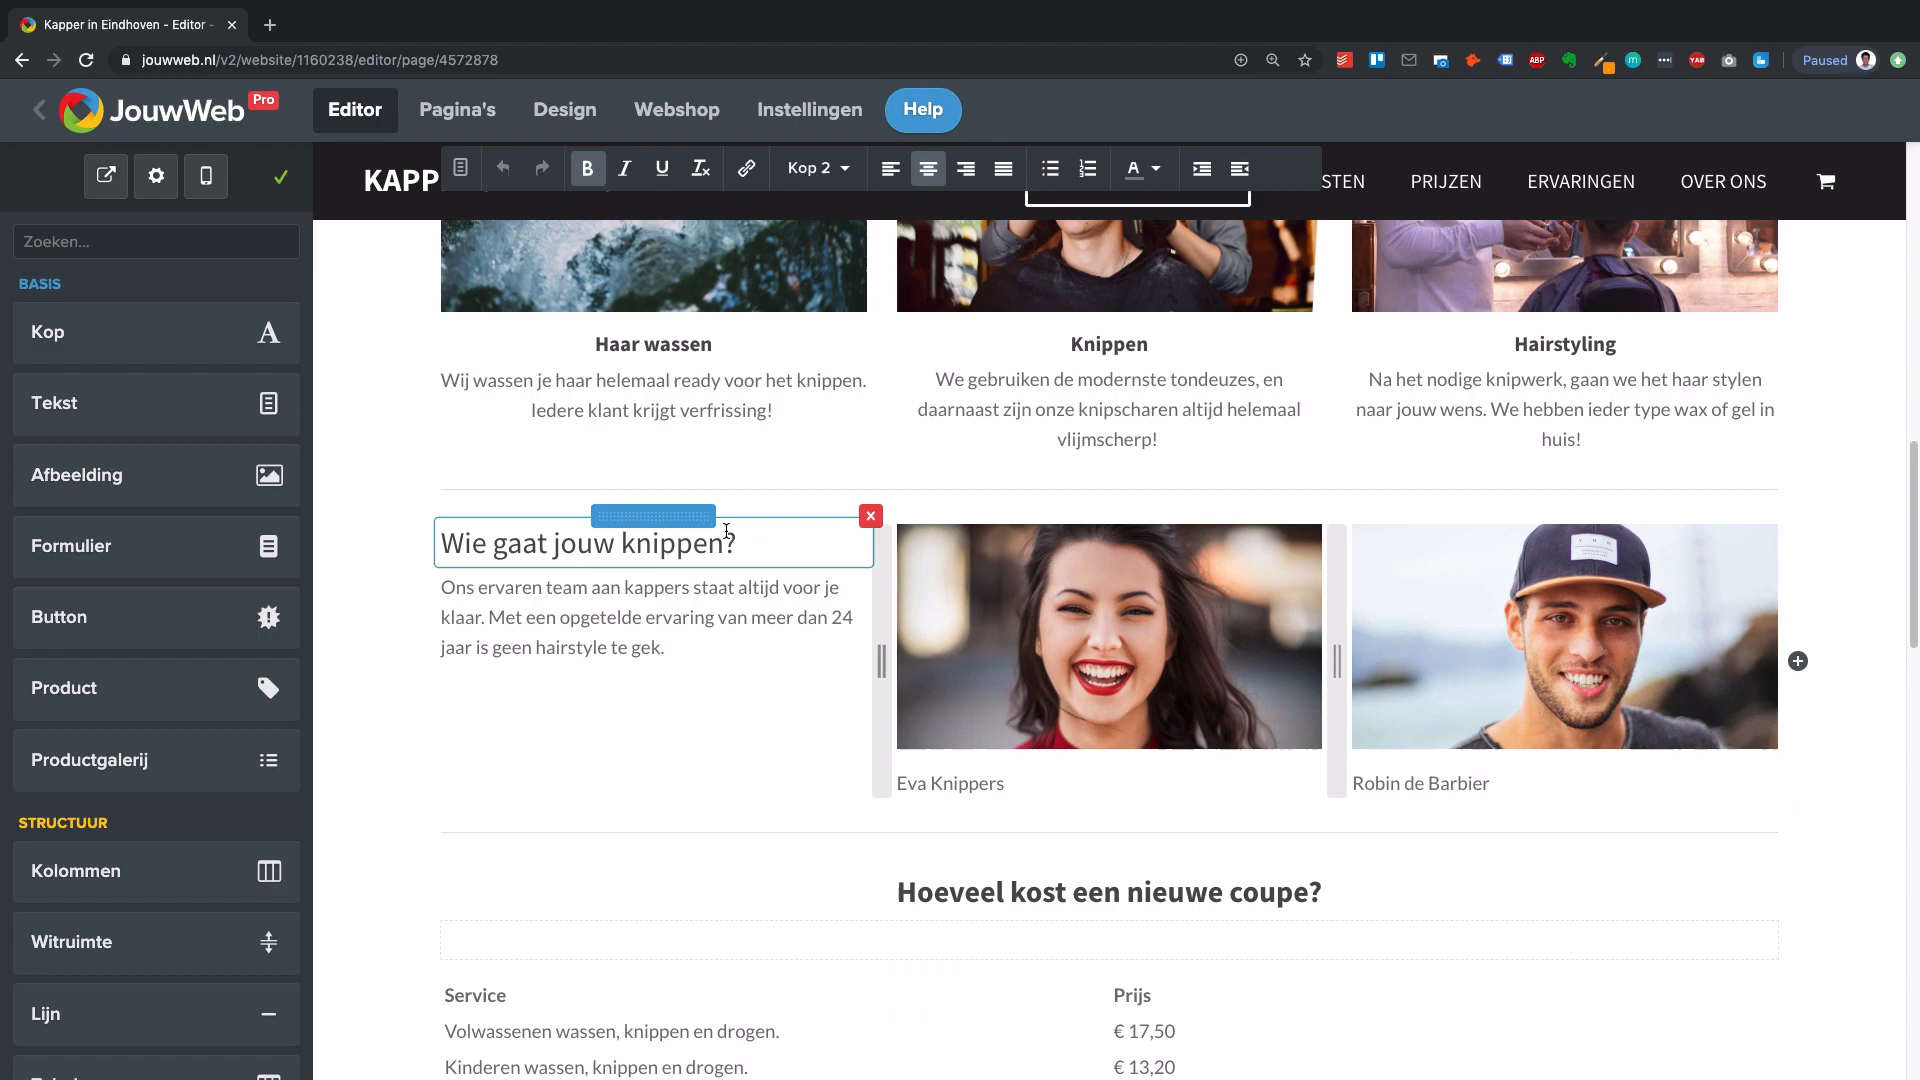 Kapper in Eindhoven - Editor -
jouwweb.nl/v2/website/1160238/editor/page/4572878
ABP
YAB
Paused
JouwWeb Pro
Editor
Pagina's
Design
Webshop
Instellingen
Help
B I U Tx
Kop 2
A
KAPP
STEN
PRIJZEN
ERVARINGEN
OVER ONS
Zoeken...
BASIS
Kop
Tekst
Afbeelding
Formulier
Button
Product
Productgalerij
STRUCTUUR
Kolommen
Witruimte
Lijn
Haar wassen
Wij wassen je haar helemaal ready voor het knippen.
Iedere klant krijgt verfrissing!
Knippen
We gebruiken de modernste tondeuzes, en
daarnaast zijn onze knipscharen altijd helemaal
vlijmscherp!
Hairstyling
Na het nodige knipwerk, gaan we het haar stylen
naar jouw wens. We hebben ieder type wax of gel in
huis!
Wie gaat jouw knippen?
Ons ervaren team aan kappers staat altijd voor je
klaar. Met een opgetelde ervaring van meer dan 24
jaar is geen hairstyle te gek.
Eva Knippers
Robin de Barbier
Hoeveel kost een nieuwe coupe?
Service
Prijs
Volwassenen wassen, knippen en drogen.
€ 17,50
Kinderen wassen, knippen en drogen.
€ 13,20